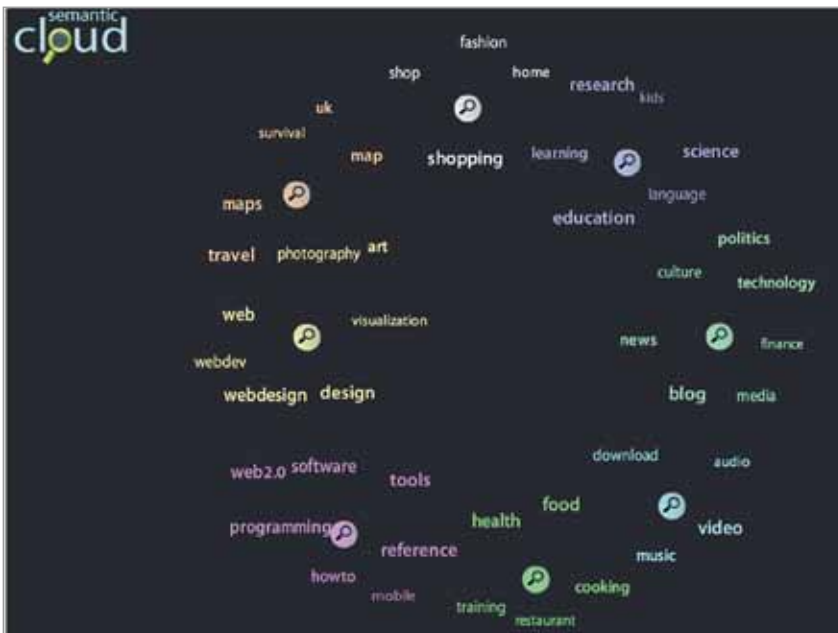 semantic
cloud
fashion
shop
home
research
kids
uk
survival
map
shopping
learning
science
language
maps
education
travel
photography
art
politics
culture
technology
web
visualization
news
finance
webdev
webdesign
design
blog
media
web2.0
software
tools
download
audio
programming
health
food
video
reference
music
howto
mobile
cooking
training
restaurant